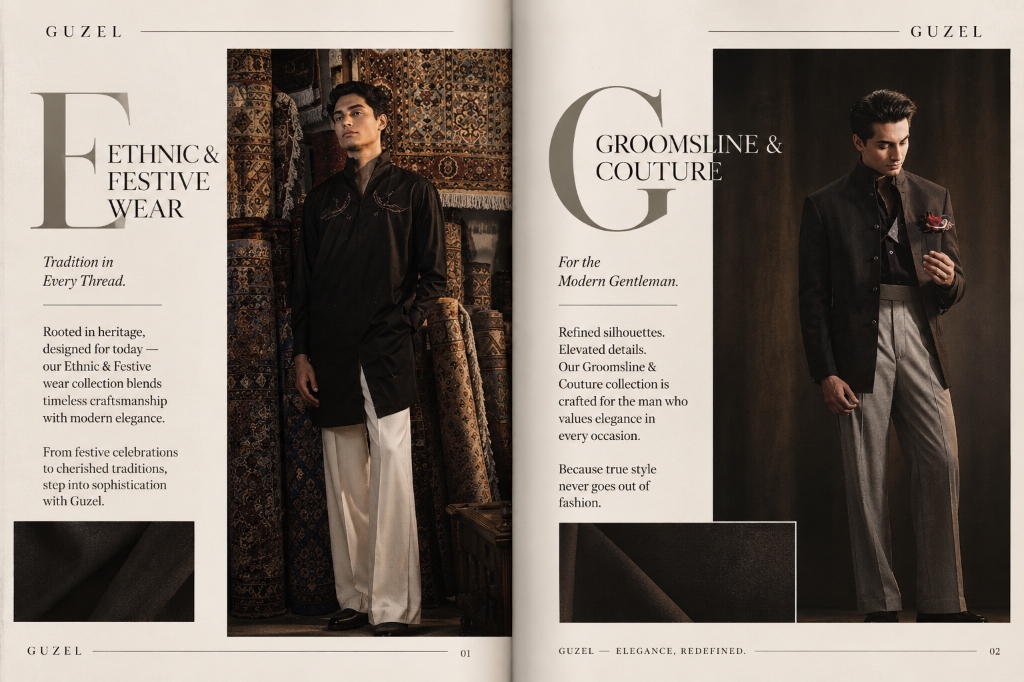 GUZEL
E
ETHNIC &
FESTIVE
WEAR
Tradition in
Every Thread.
Rooted in heritage,
designed for today —
our Ethnic & Festive
wear collection blends
timeless craftsmanship
with modern elegance.
From festive celebrations
to cherished traditions,
step into sophistication
with Guzel.
GUZEL
01
GUZEL
G
GROOMSLINE &
COUTURE
For the
Modern Gentleman.
Refined silhouettes.
Elevated details.
Our Groomsline &
Couture collection is
crafted for the man who
values elegance in
every occasion.
Because true style
never goes out of
fashion.
GUZEL — ELEGANCE, REDEFINED.
02